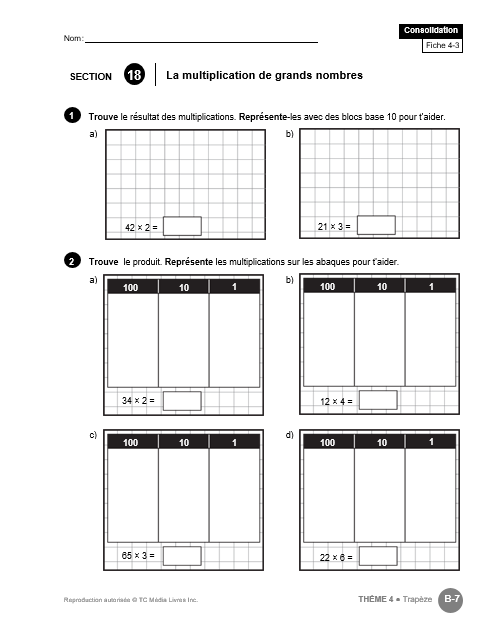 Consolidation
Nom:
Fiche 4-3
SECTION 18 La multiplication de grands nombres
1 Trouve le résultat des multiplications. Représente-les avec des blocs base 10 pour t'aider.
a) b)
42 × 2 = 21 × 3 =
2 Trouve le produit. Représente les multiplications sur les abaques pour t'aider.
a) b)
100 10 1 100 10 1
34 × 2 = 12 × 4 =
c) d)
100 10 1 100 10 1
65 × 3 = 22 × 6 =
Reproduction autorisée © TC Média Livres Inc. THÈME 4 • Trapèze B-7